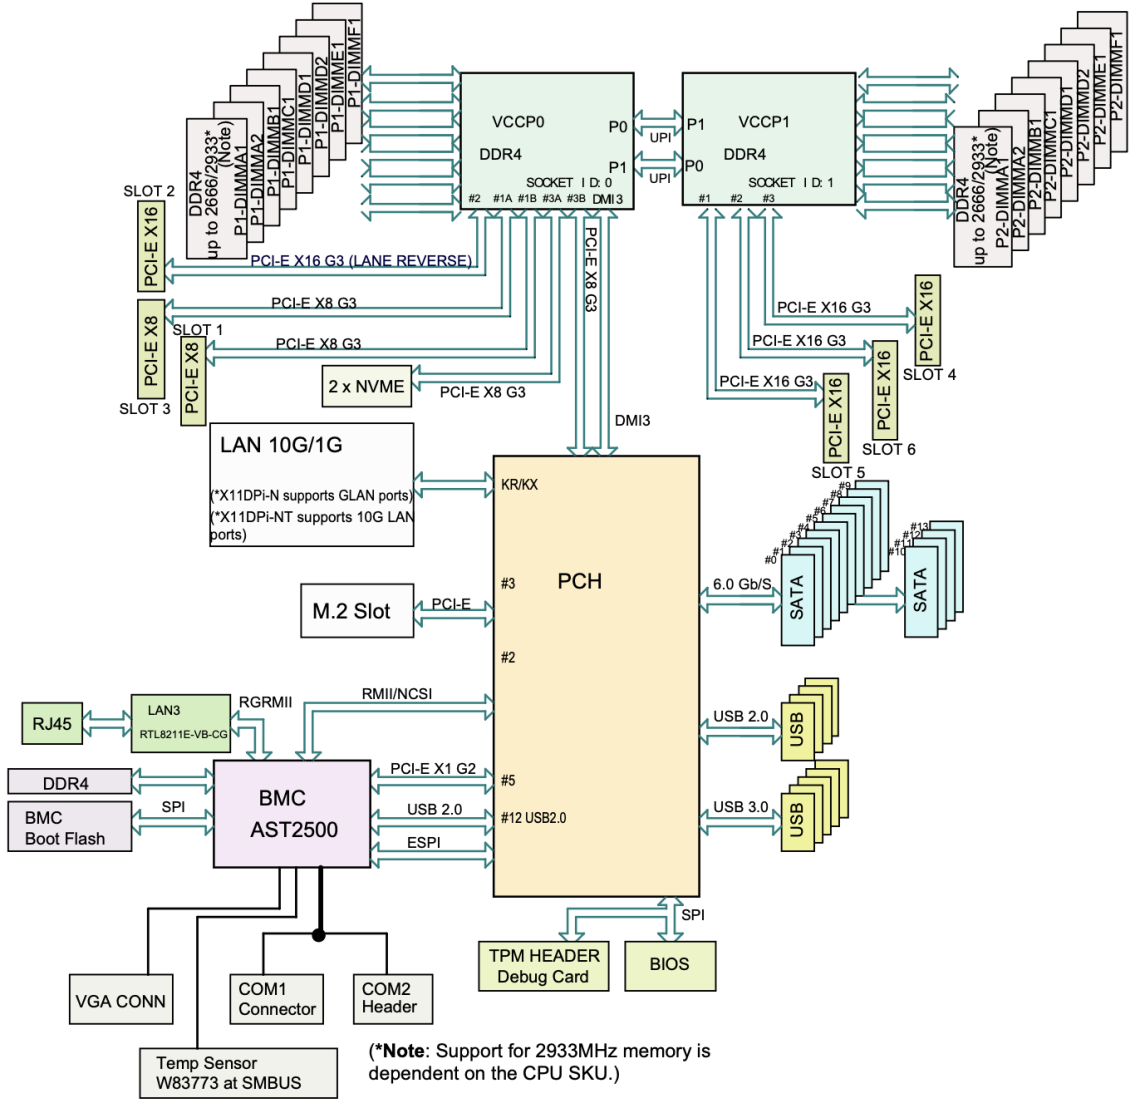 P1-DIMMF1
P1-DIMME1
P1-DIMMD2
P1-DIMMD1
P1-DIMMC1
P1-DIMMB1
P1-DIMMA2
P1-DIMMA1
DDR4
up to 2666/2933*
(Note)
VCCP0
DDR4
SOCKET ID: 0
P0
P1
#2
#1A
#1B
#3A
#3B
DMI3
UPI
UPI
P1
P0
VCCP1
DDR4
SOCKET ID: 1
#1
#2
#3
P2-DIMMF1
P2-DIMME1
P2-DIMMD2
P2-DIMMD1
P2-DIMMC1
P2-DIMMB1
P2-DIMMA2
P2-DIMMA1
DDR4
up to 2666/2933*
(Note)
SLOT 2
PCI-E X16
PCI-E X16 G3 (LANE REVERSE)
PCI-E X8
SLOT 3
PCI-E X8 G3
SLOT 1
PCI-E X8
PCI-E X8 G3
2 x NVME
PCI-E X8 G3
PCI-E X8 G3
DMI3
PCI-E X16 G3
PCI-E X16
SLOT 4
PCI-E X16 G3
PCI-E X16
SLOT 6
PCI-E X16 G3
PCI-E X16
SLOT 5
LAN 10G/1G
(*X11DPi-N supports GLAN ports)
(*X11DPi-NT supports 10G LAN
ports)
KR/KX
PCH
#3
M.2 Slot
PCI-E
#2
6.0 Gb/S
#9
#8
#7
#6
#5
#4
#3
#2
#1
#0
SATA
#13
#12
#11
#10
SATA
RMII/NCSI
RJ45
LAN3
RTL8211E-VB-CG
RGRMII
USB 2.0
USB
DDR4
BMC
Boot Flash
SPI
BMC
AST2500
PCI-E X1 G2
#5
USB 2.0
#12 USB2.0
ESPI
USB 3.0
USB
SPI
TPM HEADER
Debug Card
BIOS
VGA CONN
COM1
Connector
COM2
Header
Temp Sensor
W83773 at SMBUS
(*Note: Support for 2933MHz memory is
dependent on the CPU SKU.)